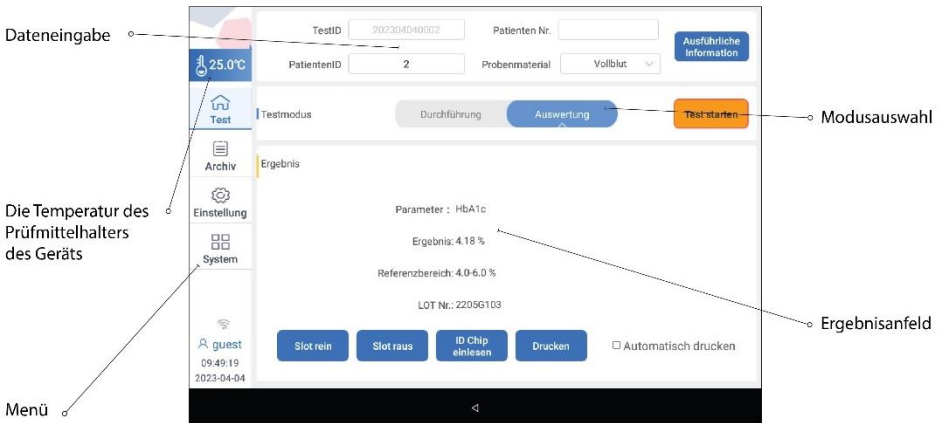 Dateneingabe
TestID 202304040002 Patienten Nr.
Ausführliche
Information
25.0℃
PatientenID 2 Probenmaterial Vollblut
Test
Testmodus Durchführung Auswertung Test starten
Modusauswahl
Archiv
Ergebnis
Einstellung
Die Temperatur des
Prüfmittelhalters
des Geräts
System
Parameter : HbA1c
Ergebnis: 4.18 %
Referenzbereich: 4.0-6.0 %
LOT Nr.: 2205G103
Ergebnisanfeld
guest
09:49:19
2023-04-04
Slot rein
Slot raus
ID Chip
einlesen
Drucken
Automatisch drucken
Menü